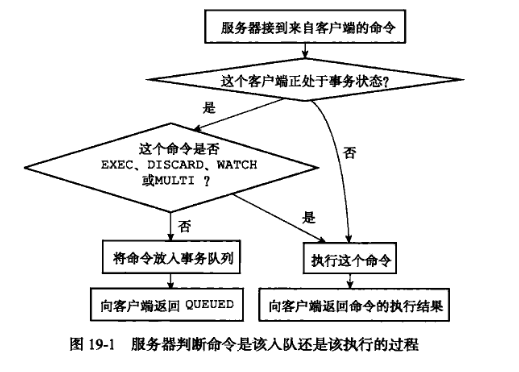 服务器接到来自客户端的命令
这个客户端正处于事务状态?
是
否
这个命令是否
EXEC、DISCARD、WATCH
或MULTI ?
是
否
将命令放入事务队列
执行这个命令
向客户端返回 QUEUED
向客户端返回命令的执行结果
图 19-1 服务器判断命令是该入队还是该执行的过程